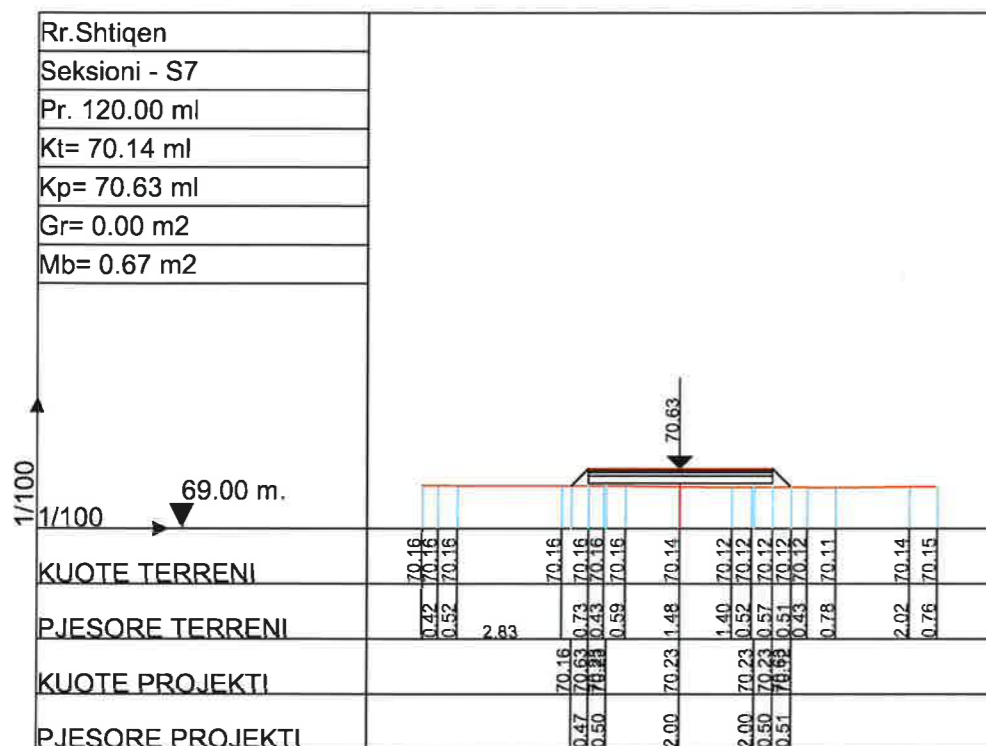 Rr.Shtiqen
Seksioni - S7
Pr. 120.00 ml
Kt= 70.14 ml
Kp= 70.63 ml
Gr= 0.00 m2
Mb= 0.67 m2
70.63
1/100
69.00 m.
1/100
KUOTE TERRENI 70.16 70.16 70.16 70.16 70.16 70.16 70.16 70.14 70.12 70.12 70.12 70.12 70.12 70.11 70.14 70.15
PJESORE TERRENI 0.42 0.52 2.83 0.73 0.43 0.59 1.48 1.40 0.52 0.57 0.51 0.43 0.78 2.02 0.76
KUOTE PROJEKTI 70.16 70.63 70.23 70.23 70.23
PJESORE PROJEKTI 0.47 0.50 2.00 2.00 0.50 0.51